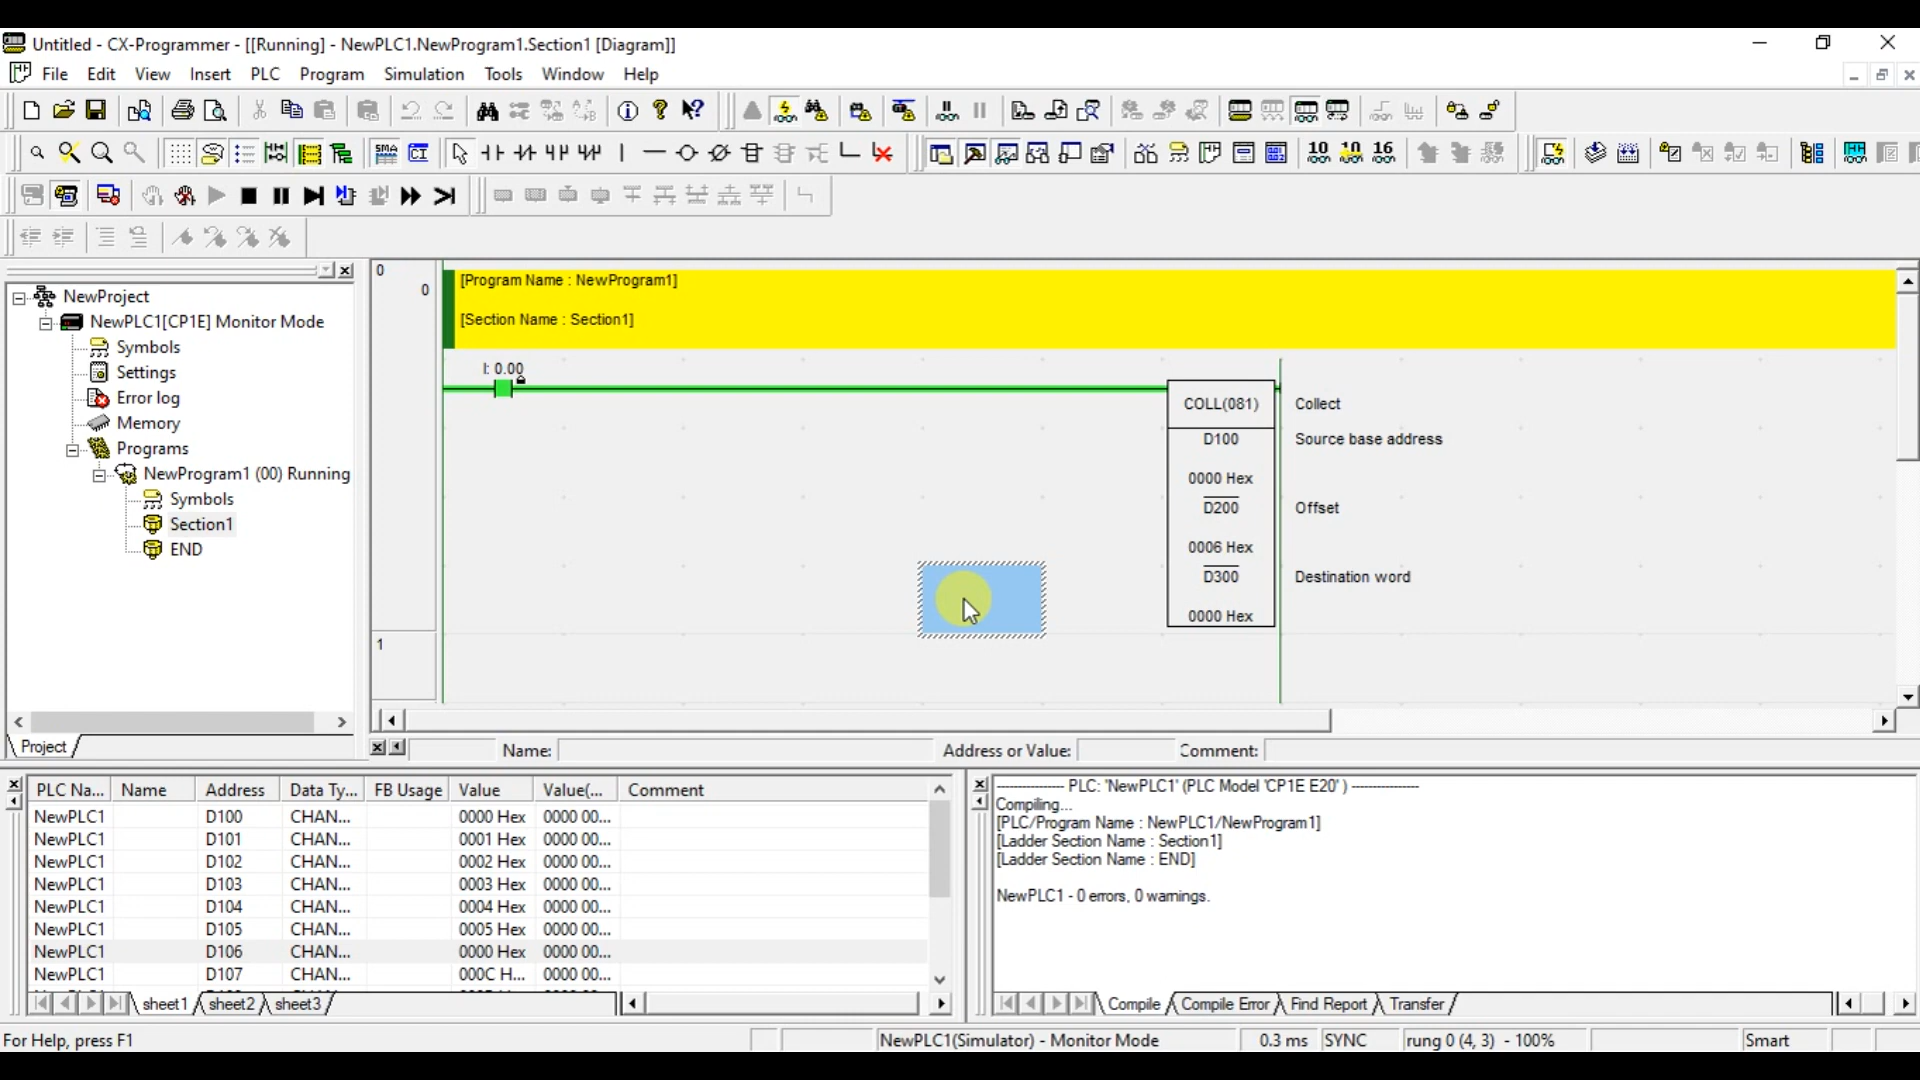 Untitled - CX-Programmer - [[Running] - NewPLC1.NewProgram1.Section1 [Diagram]]
File Edit View Insert PLC Program Simulation Tools Window Help
SMA CI 10 10 16
[Program Name : NewProgram1]
[Section Name : Section1]
NewProject
NewPLC1[CP1E] Monitor Mode
Symbols
Settings
Error log
Memory
Programs
NewProgram1 (00) Running
Symbols
Section1
END
Project
0
0
I: 0.00
COLL(081) Collect
D100 Source base address
0000 Hex
D200 Offset
0006 Hex
D300 Destination word
0000 Hex
1
Name: Address or Value: Comment:
PLC Na... Name Address Data Ty... FB Usage Value Value(... Comment
NewPLC1 D100 CHAN... 0000 Hex 0000 00...
NewPLC1 D101 CHAN... 0001 Hex 0000 00...
NewPLC1 D102 CHAN... 0002 Hex 0000 00...
NewPLC1 D103 CHAN... 0003 Hex 0000 00...
NewPLC1 D104 CHAN... 0004 Hex 0000 00...
NewPLC1 D105 CHAN... 0005 Hex 0000 00...
NewPLC1 D106 CHAN... 0000 Hex 0000 00...
NewPLC1 D107 CHAN... 000C H... 0000 00...
sheet1 sheet2 sheet3
---------------- PLC: 'NewPLC1' (PLC Model 'CP1E E20' ) ----------------
Compiling...
[PLC/Program Name : NewPLC1/NewProgram1]
[Ladder Section Name : Section1]
[Ladder Section Name : END]
NewPLC1 - 0 errors, 0 warnings.
Compile Compile Error Find Report Transfer
For Help, press F1
NewPLC1(Simulator) - Monitor Mode 0.3 ms SYNC rung 0 (4, 3) - 100% Smart